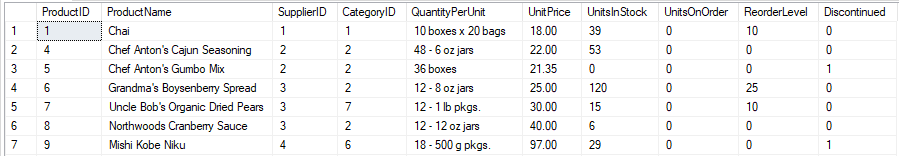 ProductID ProductName SupplierID CategoryID QuantityPerUnit UnitPrice UnitsInStock UnitsOnOrder ReorderLevel Discontinued
1 1 Chai 1 1 10 boxes x 20 bags 18.00 39 0 10 0
2 4 Chef Anton's Cajun Seasoning 2 2 48 - 6 oz jars 22.00 53 0 0 0
3 5 Chef Anton's Gumbo Mix 2 2 36 boxes 21.35 0 0 0 1
4 6 Grandma's Boysenberry Spread 3 2 12 - 8 oz jars 25.00 120 0 25 0
5 7 Uncle Bob's Organic Dried Pears 3 7 12 - 1 lb pkgs. 30.00 15 0 10 0
6 8 Northwoods Cranberry Sauce 3 2 12 - 12 oz jars 40.00 6 0 0 0
7 9 Mishi Kobe Niku 4 6 18 - 500 g pkgs. 97.00 29 0 0 1